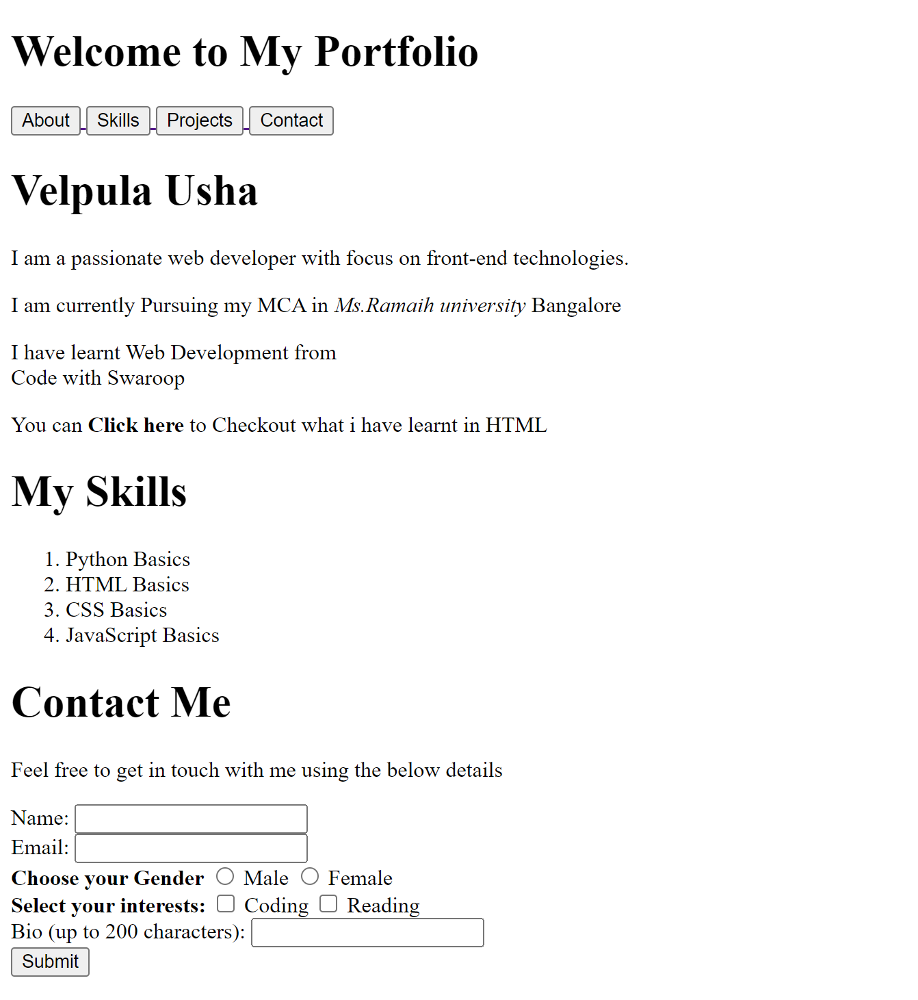 Welcome to My Portfolio
About Skills Projects Contact
Velpula Usha
I am a passionate web developer with focus on front-end technologies.
I am currently Pursuing my MCA in Ms.Ramaih university Bangalore
I have learnt Web Development from
Code with Swaroop
You can Click here to Checkout what i have learnt in HTML
My Skills
1. Python Basics
2. HTML Basics
3. CSS Basics
4. JavaScript Basics
Contact Me
Feel free to get in touch with me using the below details
Name:
Email:
Choose your Gender Male Female
Select your interests: Coding Reading
Bio (up to 200 characters):
Submit